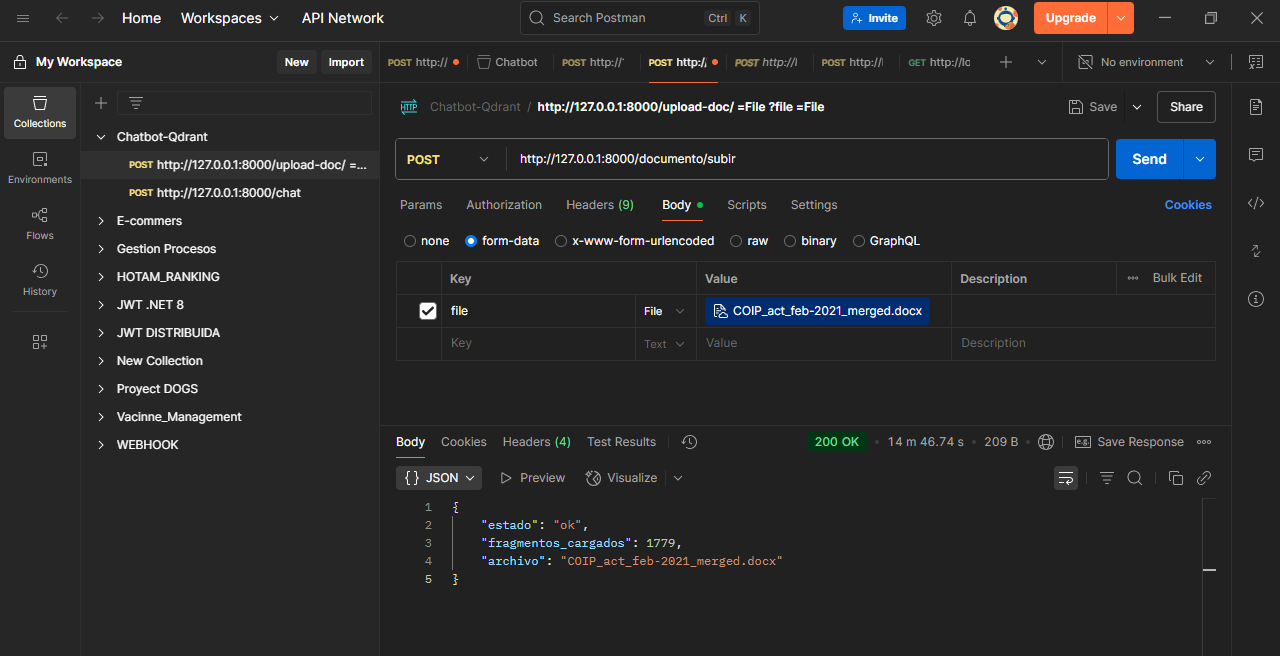 Home Workspaces API Network Search Postman Ctrl K Invite Upgrade
My Workspace New Import
POST http:// Chatbot POST http://' POST http:/. POST http://l POST http://l GET http://lo No environment
Collections
Environments
Flows
History
Chatbot-Qdrant
POST http://127.0.0.1:8000/upload-doc/ =...
POST http://127.0.0.1:8000/chat
E-commers
Gestion Procesos
HOTAM_RANKING
JWT .NET 8
JWT DISTRIBUIDA
New Collection
Proyect DOGS
Vacinne_Management
WEBHOOK
HTTP Chatbot-Qdrant / http://127.0.0.1:8000/upload-doc/ =File ?file =File Save Share
POST http://127.0.0.1:8000/documento/subir Send
Params Authorization Headers (9) Body Scripts Settings Cookies
none form-data x-www-form-urlencoded raw binary GraphQL
Key Value Description Bulk Edit
file File COIP_act_feb-2021_merged.docx
Key Text Value Description
Body Cookies Headers (4) Test Results 200 OK • 14 m 46.74 s • 209 B • e.g. Save Response
{} JSON Preview Visualize
1 {
2 "estado": "ok",
3 "fragmentos_cargados": 1779,
4 "archivo": "COIP_act_feb-2021_merged.docx"
5 }